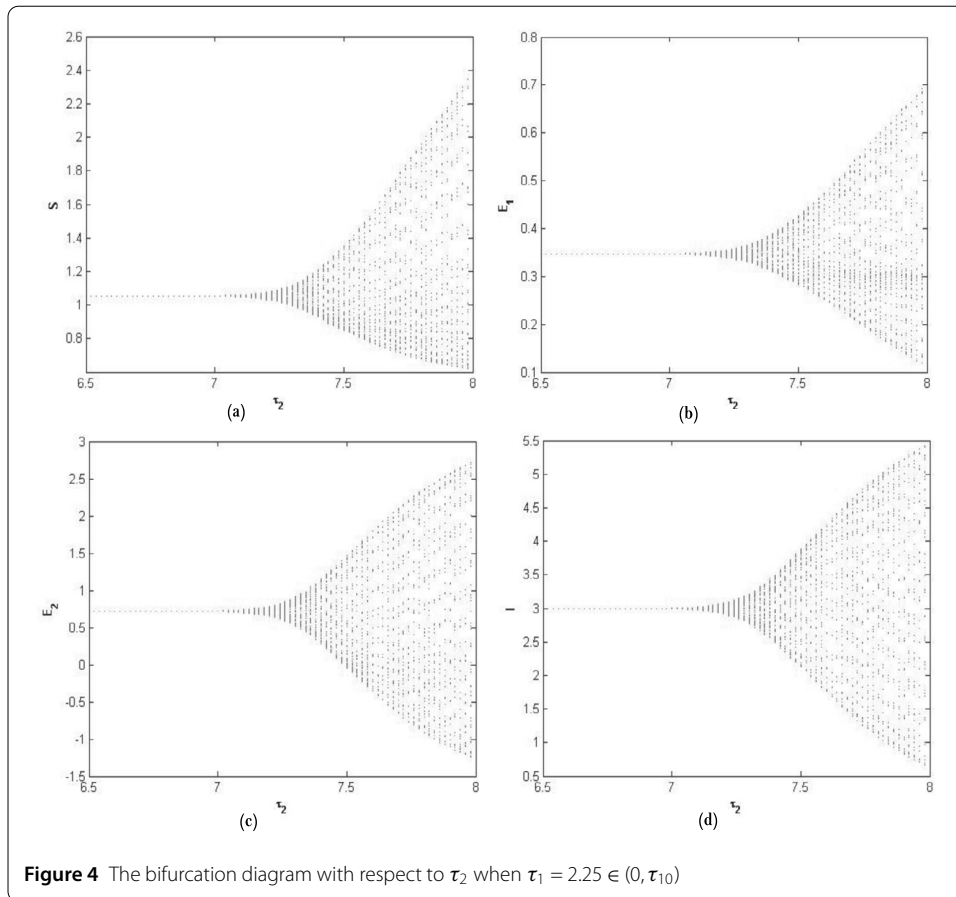 2.6
2.4
2.2
2
1.8
1.6
1.4
1.2
1
0.8
S
6.5 7 7.5 8
τ₂
(a)
0.8
0.7
0.6
0.5
0.4
0.3
0.2
0.1
E₁
6.5 7 7.5 8
τ₂
(b)
3
2.5
2
1.5
1
0.5
0
-0.5
-1
-1.5
E₂
6.5 7 7.5 8
τ₂
(c)
5.5
5
4.5
4
3.5
3
2.5
2
1.5
1
0.5
I
6.5 7 7.5 8
τ₂
(d)
Figure 4 The bifurcation diagram with respect to τ₂ when τ₁ = 2.25 ∈ (0, τ₁₀)